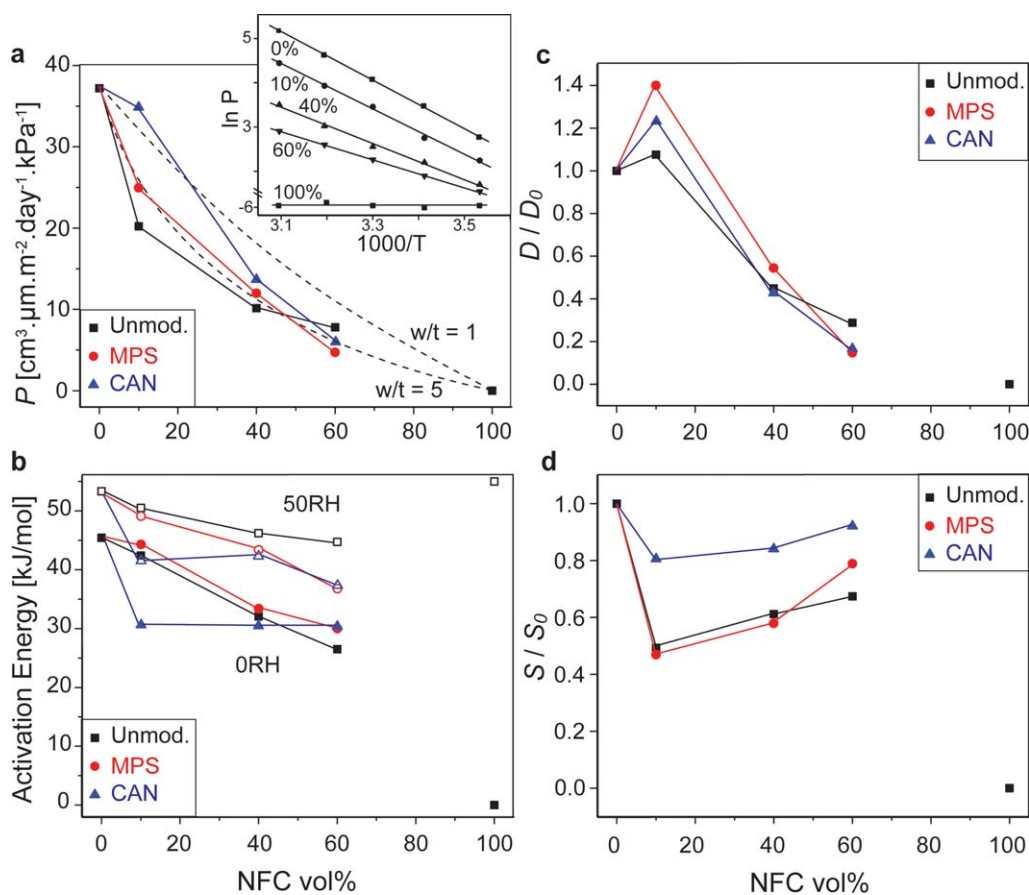 a
P [cm³.µm.m⁻².day⁻¹.kPa⁻¹]
40
30
20
10
0
0 20 40 60 80 100
Unmod.
MPS
CAN
w/t = 1
w/t = 5
ln P
5
3
-6
0%
10%
40%
60%
100%
3.1 3.3 3.5
1000/T
c
D / D₀
1.4
1.2
1.0
0.8
0.6
0.4
0.2
0.0
0 20 40 60 80 100
Unmod.
MPS
CAN
b
Activation Energy [kJ/mol]
50
40
30
20
10
0
50RH
0RH
Unmod.
MPS
CAN
0 20 40 60 80 100
NFC vol%
d
S / S₀
1.0
0.8
0.6
0.4
0.2
0.0
Unmod.
MPS
CAN
0 20 40 60 80 100
NFC vol%